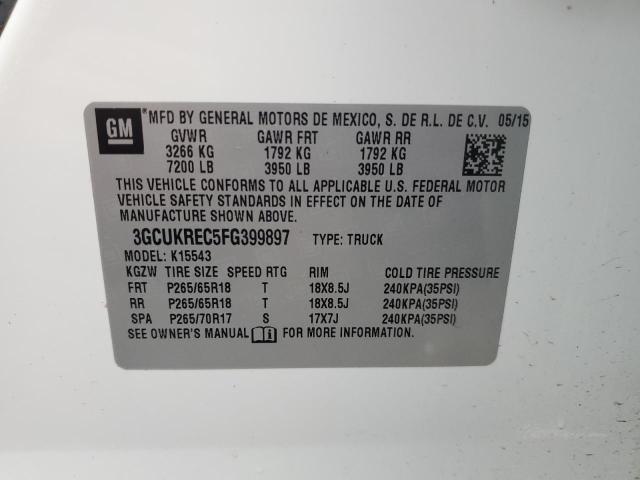 GM ® MFD BY GENERAL MOTORS DE MEXICO, S. DE R.L. DE C.V. 05/15
GVWR GAWR FRT GAWR RR
3266 KG 1792 KG 1792 KG
7200 LB 3950 LB 3950 LB
THIS VEHICLE CONFORMS TO ALL APPLICABLE U.S. FEDERAL MOTOR
VEHICLE SAFETY STANDARDS IN EFFECT ON THE DATE OF
MANUFACTURE SHOWN ABOVE.
3GCUKREC5FG399897 TYPE: TRUCK
MODEL: K15543
KGZW TIRE SIZE SPEED RTG RIM COLD TIRE PRESSURE
FRT P265/65R18 T 18X8.5J 240KPA(35PSI)
RR P265/65R18 T 18X8.5J 240KPA(35PSI)
SPA P265/70R17 S 17X7J 240KPA(35PSI)
SEE OWNER'S MANUAL i FOR MORE INFORMATION.